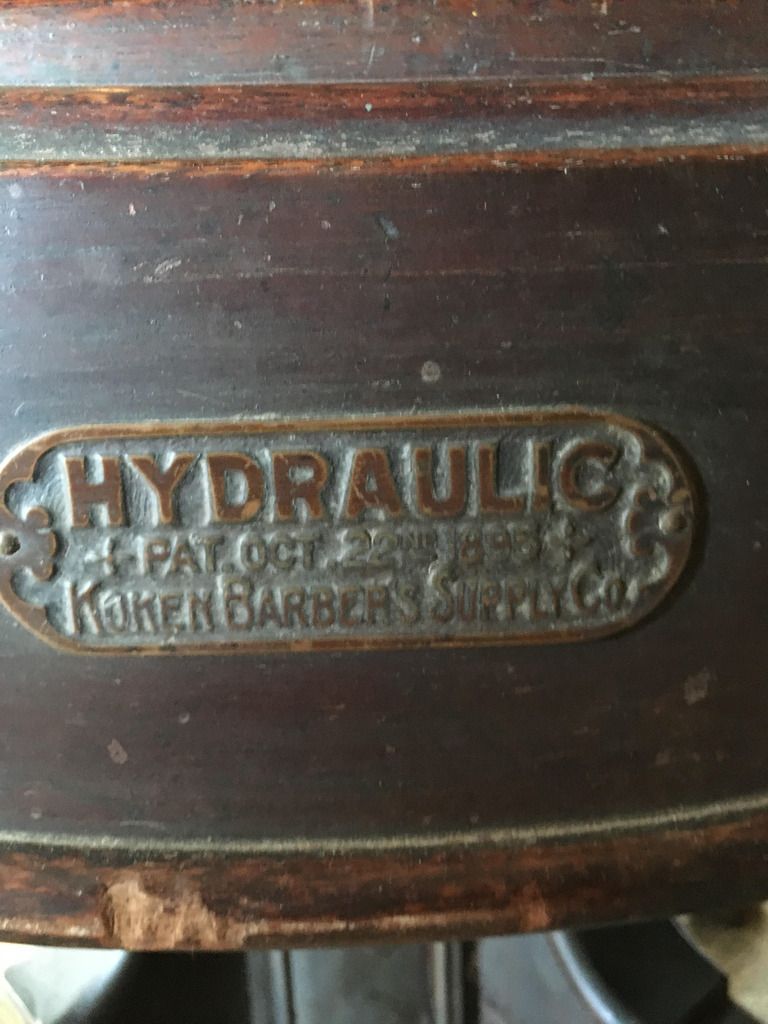 HYDRAULIC
PAT. OCT. 22ND 1895
KOKEN BARBER'S SUPPLY CO.